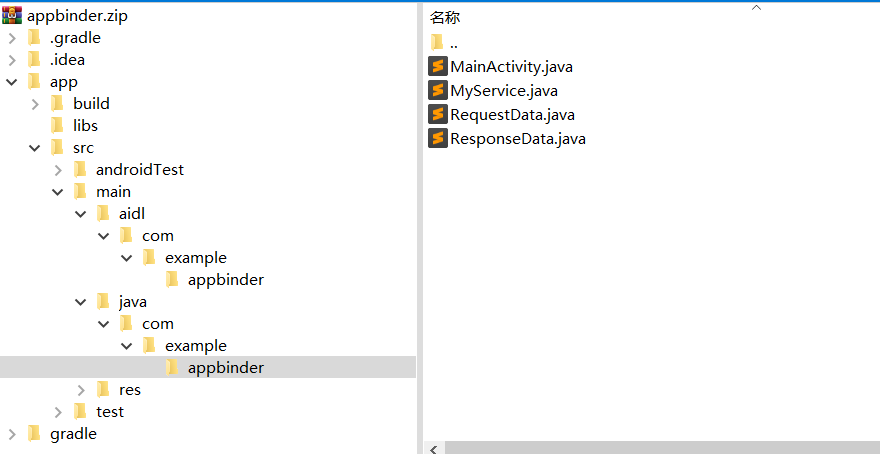 appbinder.zip
.gradle
.idea
app
build
libs
src
androidTest
main
aidl
com
example
appbinder
java
com
example
appbinder
res
test
gradle
名称
..
MainActivity.java
MyService.java
RequestData.java
ResponseData.java